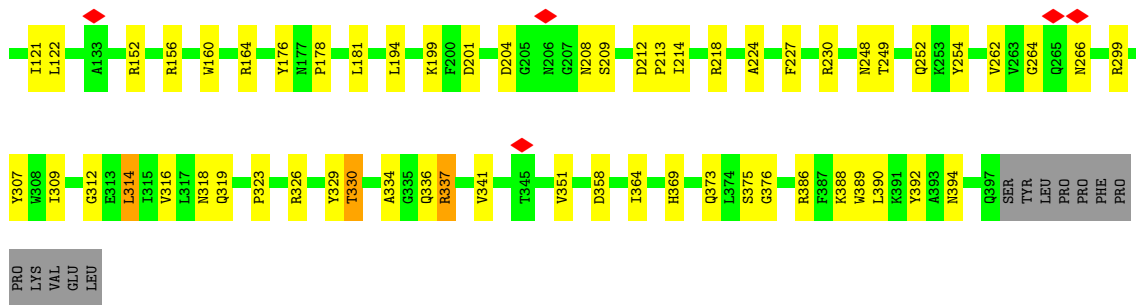 I121 L122 A133 R152 R156 W160 R164 Y176 N177 P178 L181 L194 K199 F200 D201 D204 G205 N206 G207 N208 S209 D212 P213 I214 R218 A224 F227 R230 N248 T249 Q252 K253 Y254 V262 V263 G264 Q265 N266 R299
Y307 W308 I309 G312 E313 L314 I315 V316 L317 N318 Q319 P323 R326 Y329 T330 A334 G335 Q336 R337 V341 T345 V351 D358 I364 H369 Q373 L374 S375 G376 R386 F387 K388 W389 L390 K391 Y392 A393 N394 Q397 SER TYR LEU PRO PRO PHE PRO
PRO LYS VAL GLU LEU